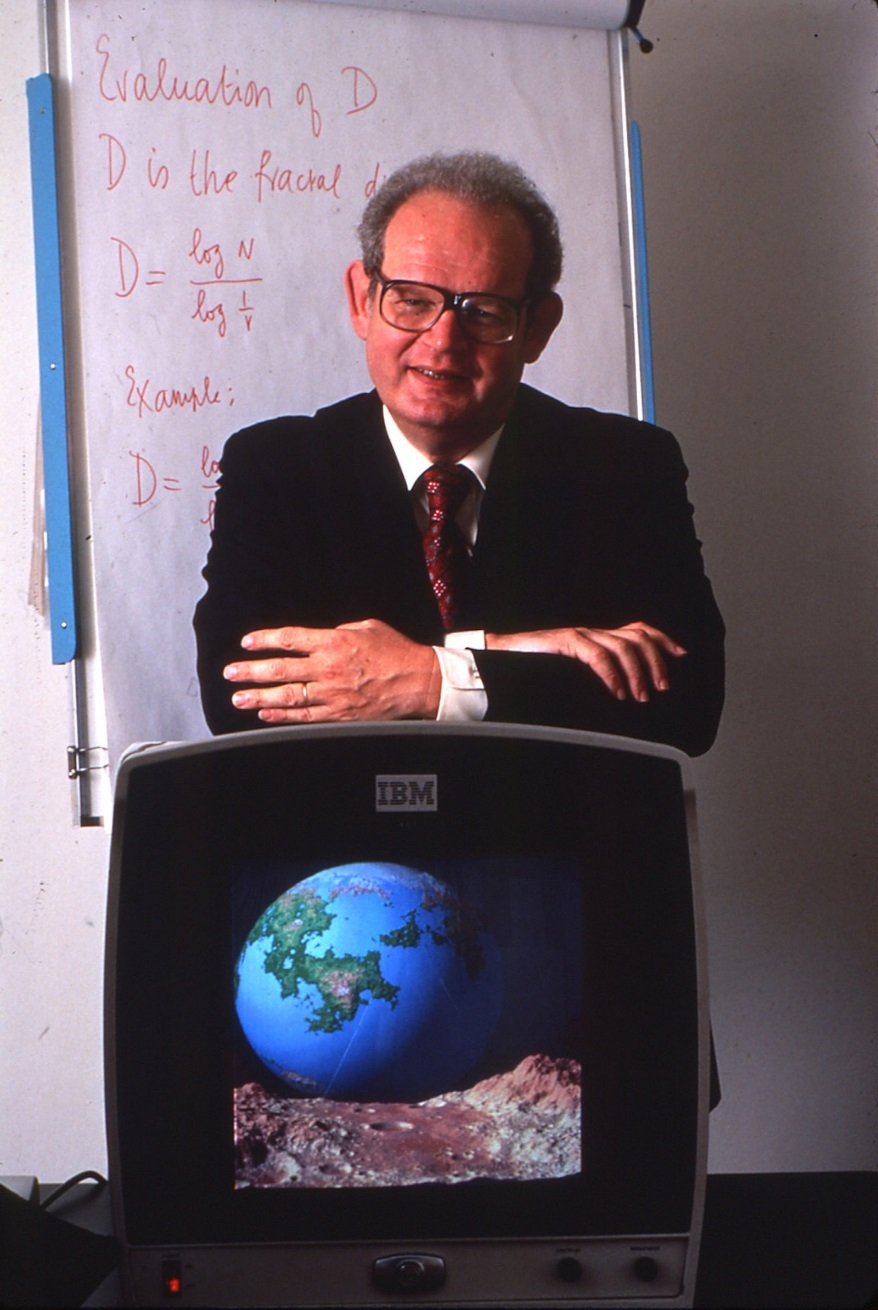 Evaluation of D
D is the fractal
D = log N / log 1/r
Example:
D =
IBM